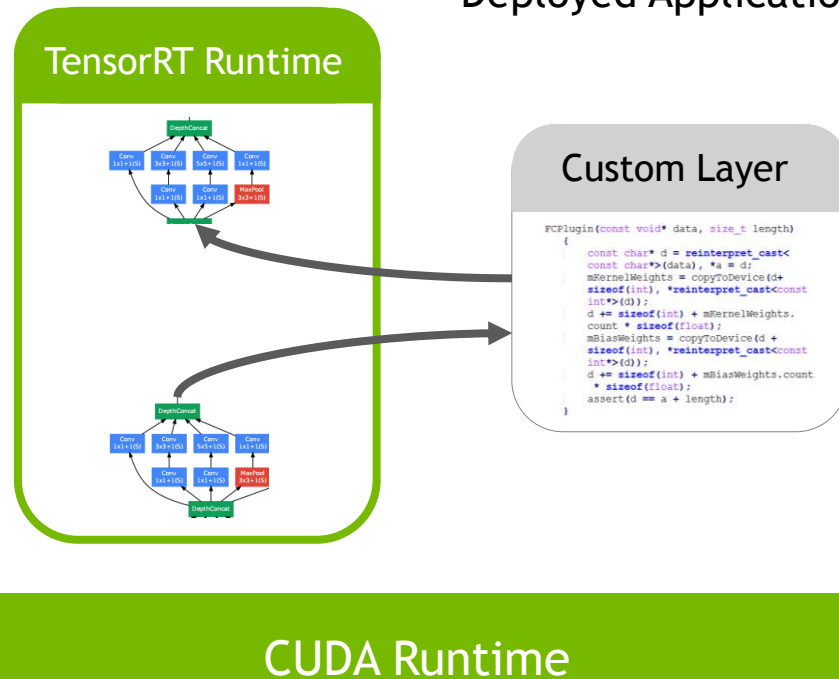 Deployed Applicatio
TensorRT Runtime
DepthConcat
Conv Conv Conv Conv
1x1+1(S) 3x3+1(S) 5x5+1(S) 1x1+1(S)
Conv Conv MaxPool
1x1+1(S) 1x1+1(S) 3x3+1(S)
Custom Layer
FCPlugin(const void* data, size_t length)
{
const char* d = reinterpret_cast<
const char*>(data), *a = d;
mKernelWeights = copyToDevice(d+
sizeof(int), *reinterpret_cast<const
int*>(d));
d += sizeof(int) + mKernelWeights.
count * sizeof(float);
mBiasWeights = copyToDevice(d +
sizeof(int), *reinterpret_cast<const
int*>(d));
d += sizeof(int) + mBiasWeights.count
* sizeof(float);
assert(d == a + length);
}
DepthConcat
Conv Conv Conv Conv
1x1+1(S) 3x3+1(S) 5x5+1(S) 1x1+1(S)
Conv Conv MaxPool
1x1+1(S) 1x1+1(S) 3x3+1(S)
DepthConcat
CUDA Runtime